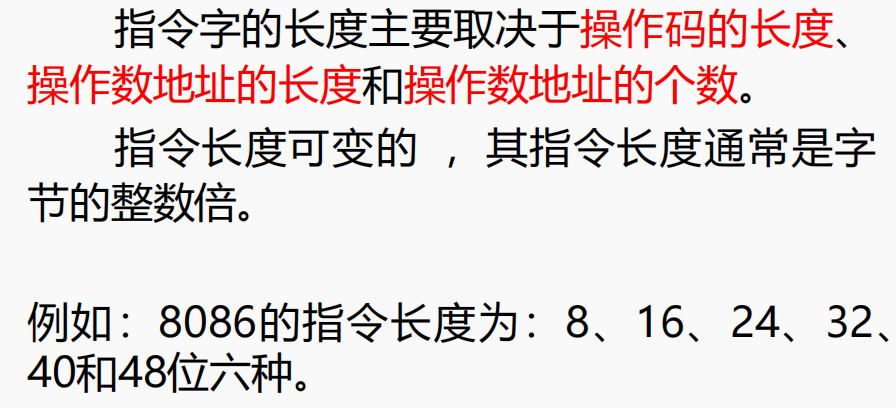 指令字的长度主要取决于操作码的长度、
操作数地址的长度和操作数地址的个数。
指令长度可变的 ，其指令长度通常是字
节的整数倍。
例如：8086的指令长度为：8、16、24、32、
40和48位六种。